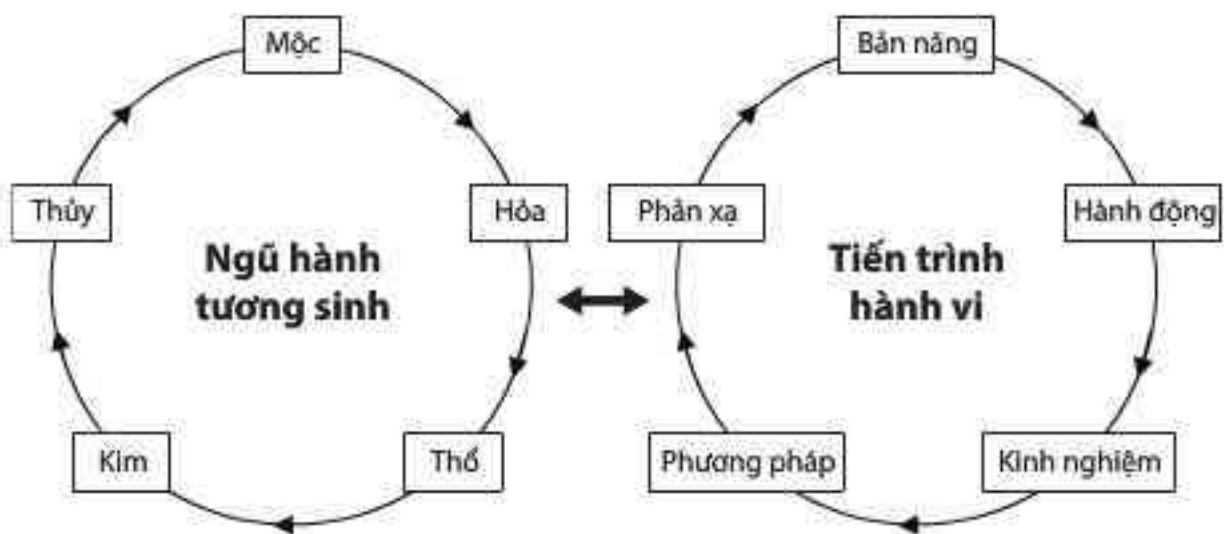 Mộc
Bản năng
Thủy
Hỏa
Phản xạ
Hành động
Ngũ hành
tương sinh
Tiến trình
hành vi
Kim
Thổ
Phương pháp
Kinh nghiệm